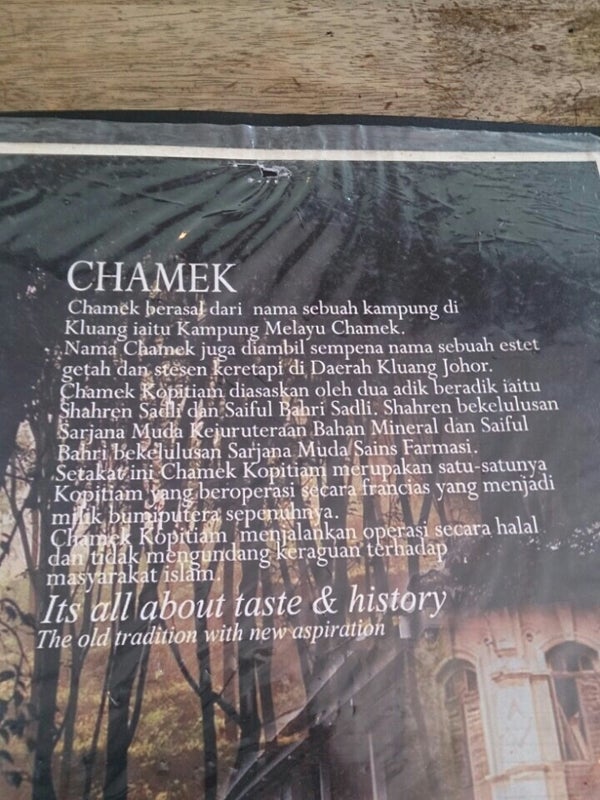 CHAMEK
Chamek berasal dari nama sebuah kampung di
Kluang iaitu Kampung Melayu Chamek.
Nama Chamek juga diambil sempena nama sebuah estet
getah dan stesen keretapi di Daerah Kluang Johor.
Chamek Kopitiam diasaskan oleh dua adik beradik iaitu
Shahren Sadli dan Saiful Bahri Sadli. Shahren bekelulusan
Sarjana Muda Kejuruteraan Bahan Mineral dan Saiful
Bahri bekelulusan Sarjana Muda Sains Farmasi.
Setakat ini Chamek Kopitiam merupakan satu-satunya
Kopitiam yang beroperasi secara francias yang menjadi
milik bumiputera sepenuhnya.
Chamek Kopitiam menjalankan operasi secara halal
dan tidak mengundang keraguan terhadap
masyarakat islam.
Its all about taste & history
The old tradition with new aspiration